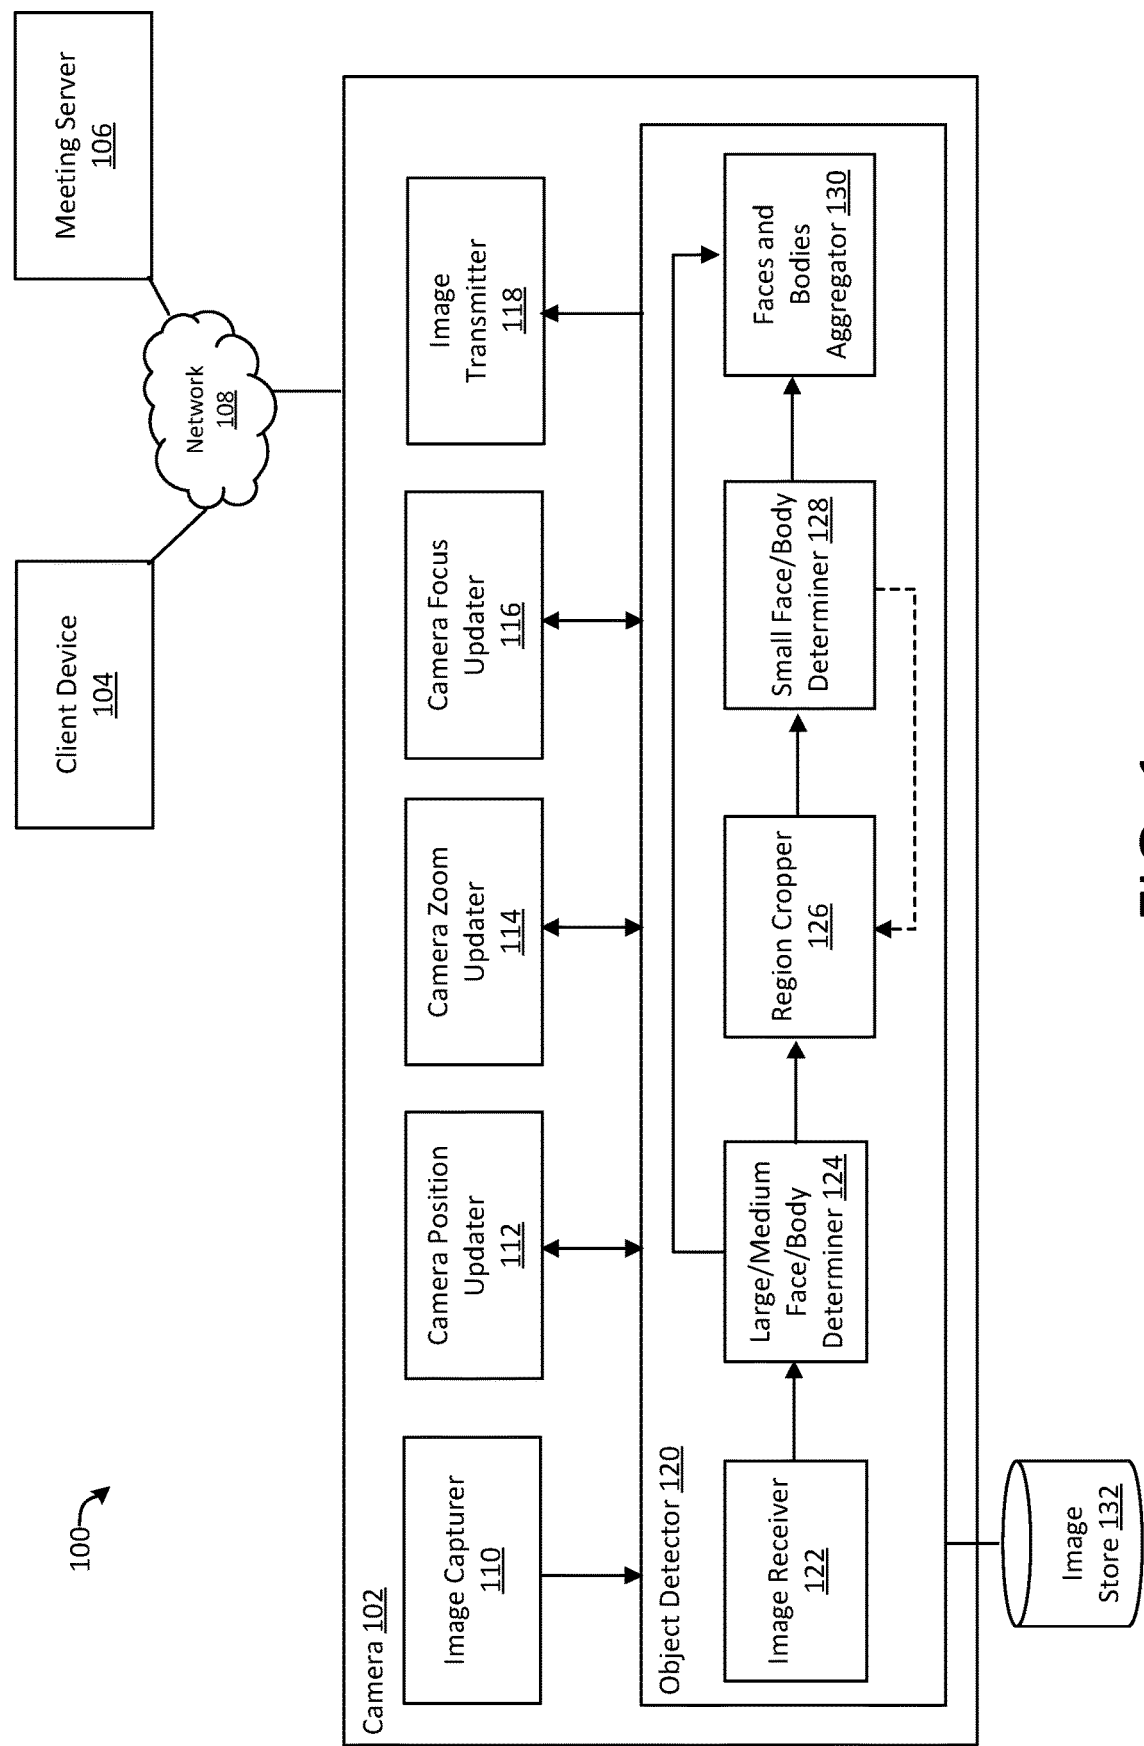 100
Client Device
104
Meeting Server
106
Network
108
Camera 102
Image Capturer
110
Camera Position
Updater
112
Camera Zoom
Updater
114
Camera Focus
Updater
116
Image
Transmitter
118
Object Detector 120
Image Receiver
122
Large/Medium
Face/Body
Determiner 124
Region Cropper
126
Small Face/Body
Determiner 128
Faces and
Bodies
Aggregator 130
Image
Store 132